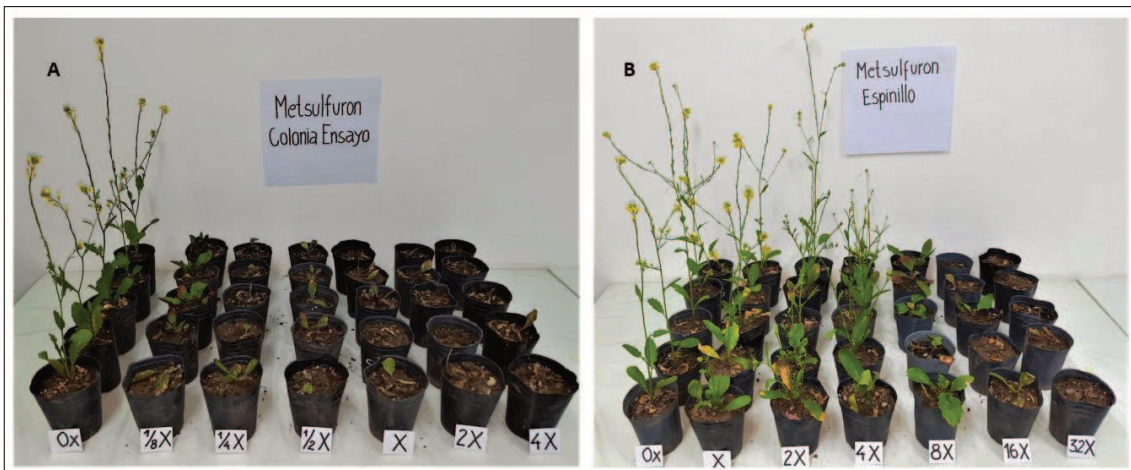 A
Metsulfuron
Colonia Ensayo
0x
1/8X
1/4X
1/2X
X
2X
4X
B
Metsulfuron
Espinillo
0x
X
2X
4X
8X
16X
32X